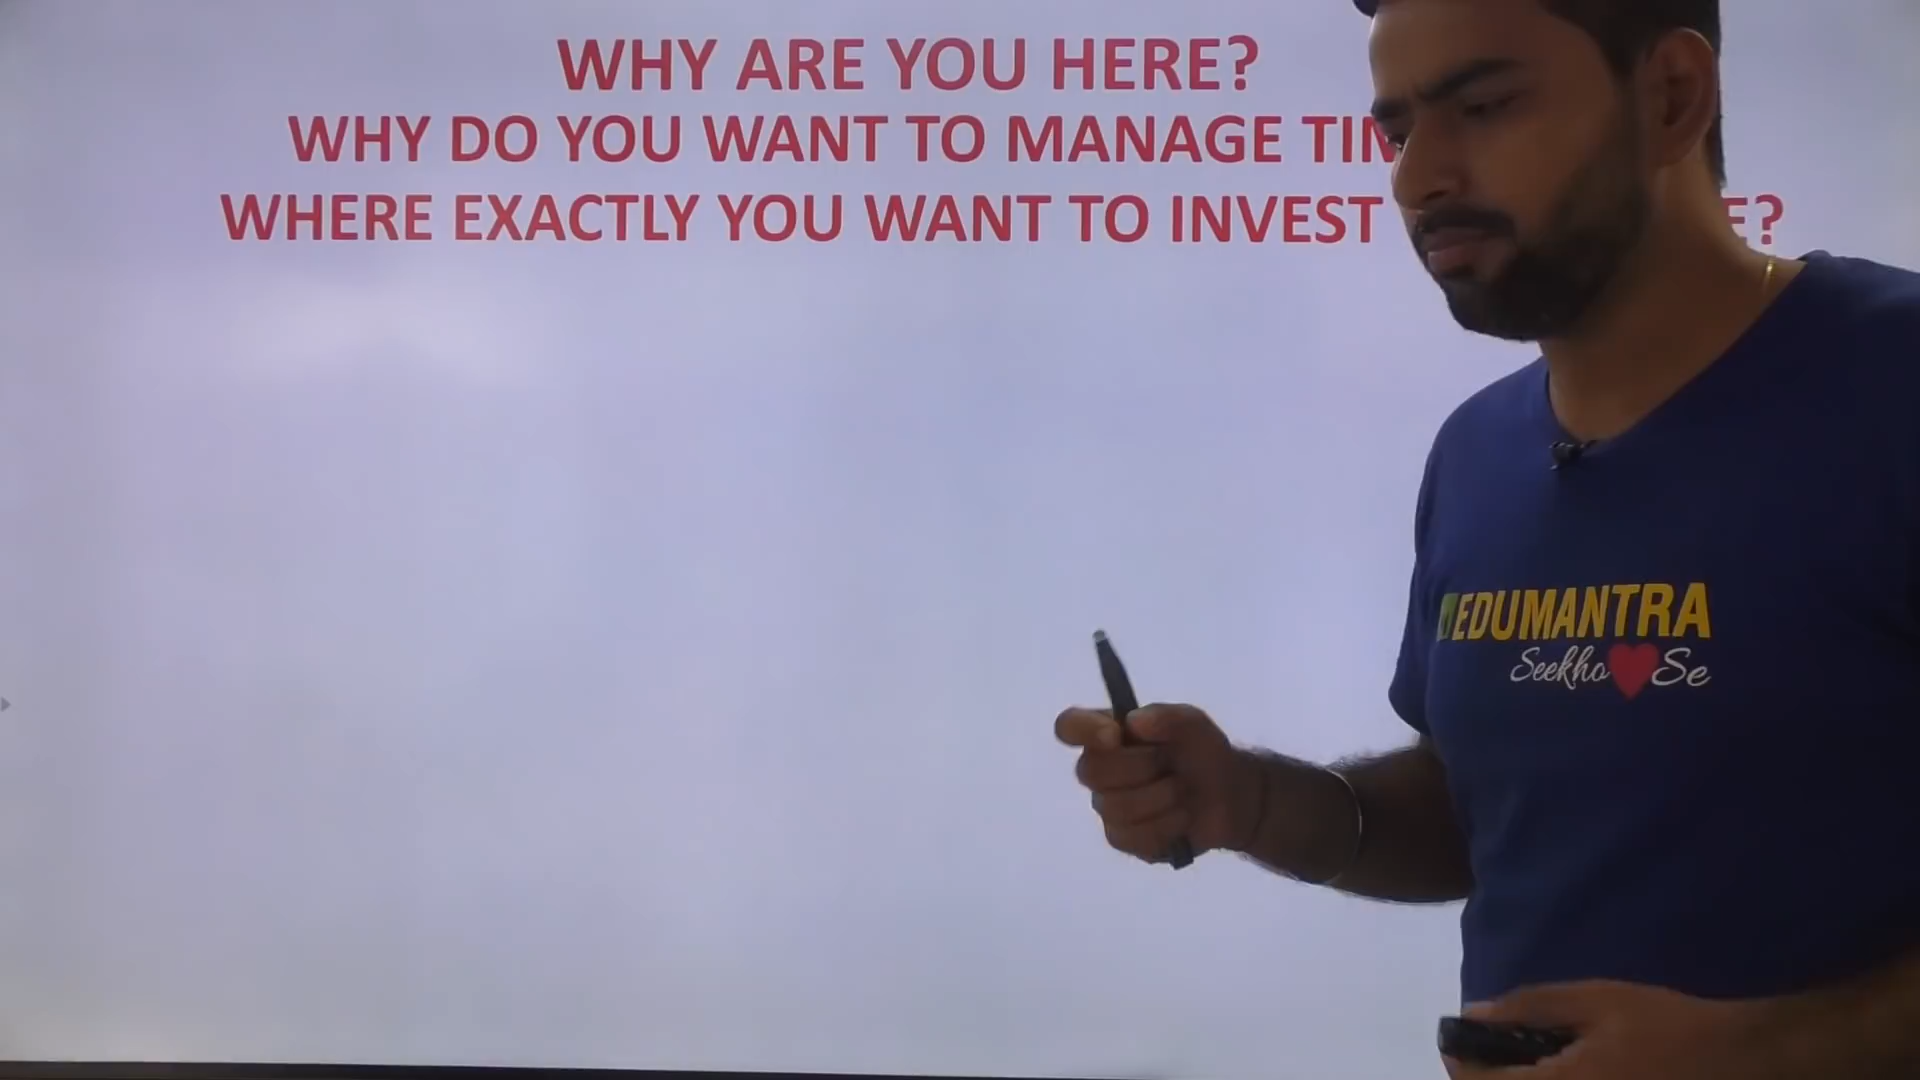 WHY ARE YOU HERE?
WHY DO YOU WANT TO MANAGE
WHERE EXACTLY YOU WANT TO INVEST
EDUMANTRA
Seekho Se